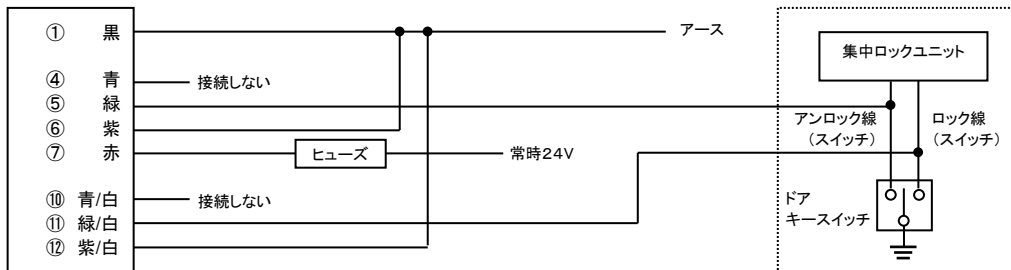 ① 黒
アース
④ 青
接続しない
⑤ 緑
⑥ 紫
⑦ 赤
ヒューズ
常時24V
⑩ 青/白
接続しない
⑪ 緑/白
⑫ 紫/白
集中ロックユニット
アンロック線
（スイッチ）
ロック線
（スイッチ）
ドア
キースイッチ